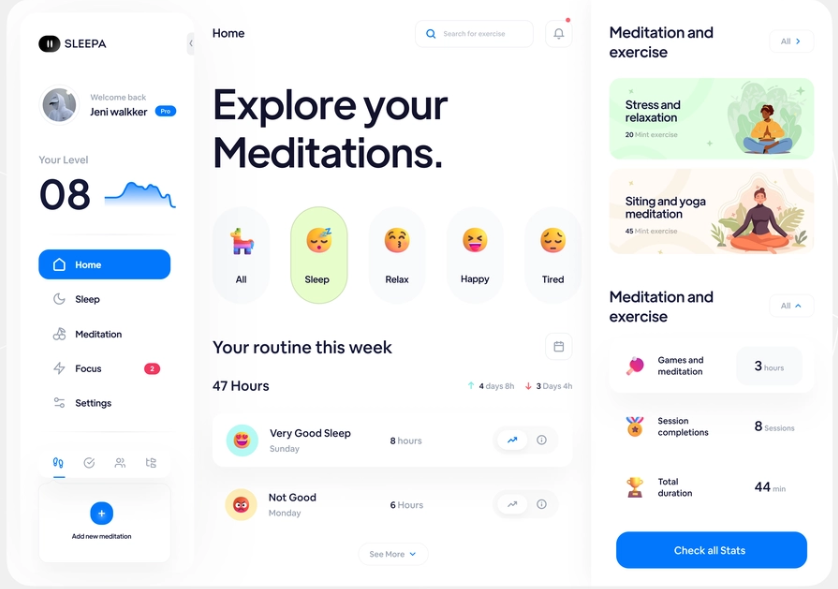 SLEEPA
Welcome back
Jeni walkker
Pro
Your Level
08
Home
Sleep
Meditation
Focus
2
Settings
Add new meditation
Home
Search for exercise
Explore your
Meditations.
All
Sleep
Relax
Happy
Tired
Your routine this week
47 Hours
4 days 8h
3 Days 4h
Very Good Sleep
Sunday
8 hours
Not Good
Monday
6 Hours
See More
Meditation and
exercise
All
Stress and
relaxation
20 Mint exercise
Siting and yoga
meditation
45 Mint exercise
Meditation and
exercise
All
Games and
meditation
3 hours
Session
completions
8 Sessions
Total
duration
44 min
Check all Stats